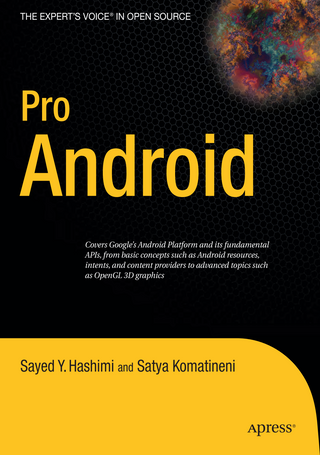 THE EXPERT'S VOICE® IN OPEN SOURCE
Pro
Android
Covers Google's Android Platform and its fundamental
APIs, from basic concepts such as Android resources,
intents, and content providers to advanced topics such
as OpenGL 3D graphics
Sayed Y. Hashimi and Satya Komatineni
Apress®